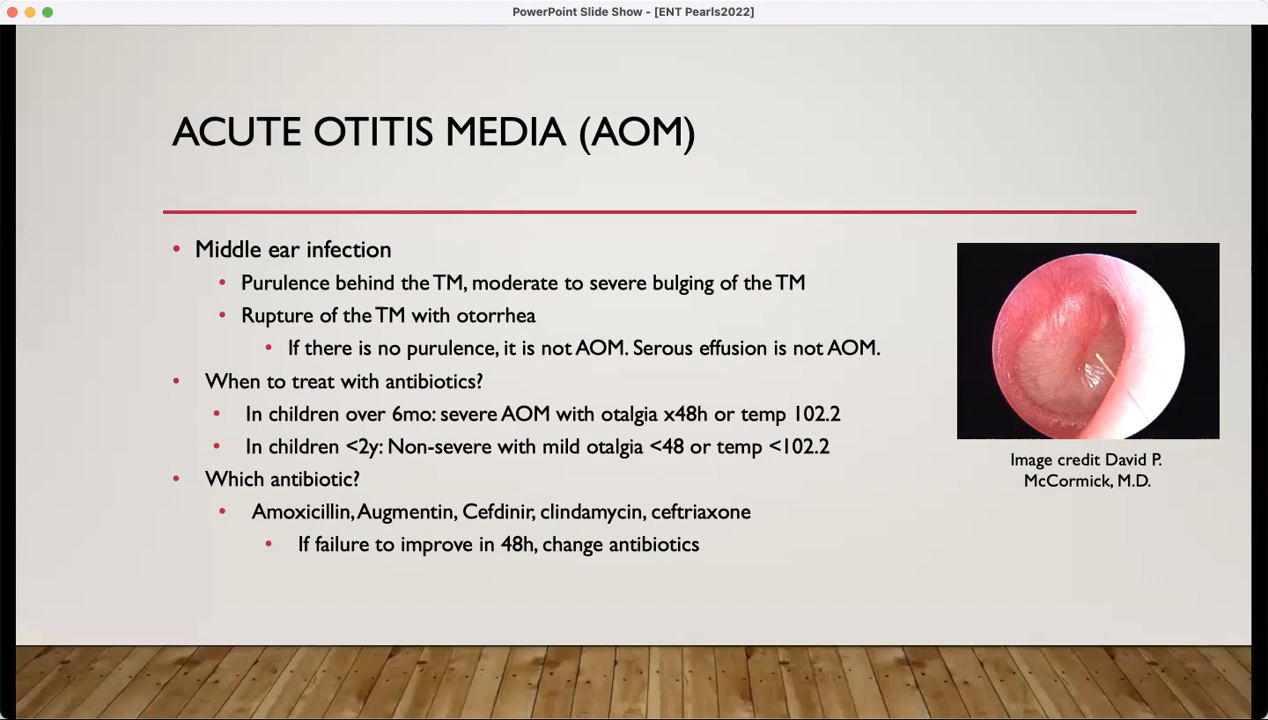 PowerPoint Slide Show - [ENT Pearls2022]
ACUTE OTITIS MEDIA (AOM)
• Middle ear infection
• Purulence behind the TM, moderate to severe bulging of the TM
• Rupture of the TM with otorrhea
• If there is no purulence, it is not AOM. Serous effusion is not AOM.
• When to treat with antibiotics?
• In children over 6mo: severe AOM with otalgia x48h or temp 102.2
• In children <2y: Non-severe with mild otalgia <48 or temp <102.2
• Which antibiotic?
• Amoxicillin, Augmentin, Cefdinir, clindamycin, ceftriaxone
• If failure to improve in 48h, change antibiotics
Image credit David P.
McCormick, M.D.